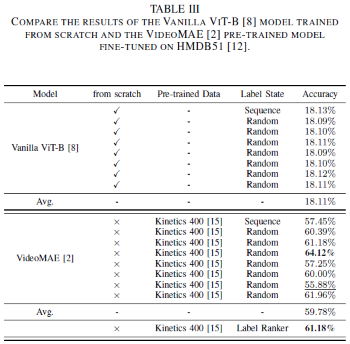 TABLE III
COMPARE THE RESULTS OF THE VANILLA VIT-B [8] MODEL TRAINED
FROM SCRATCH AND THE VIDEOMAE [2] PRE-TRAINED MODEL
FINE-TUNED ON HMDB51 [12].
Model from scratch Pre-trained Data Label State Accuracy
✓ - Sequence 18.13%
✓ - Random 18.09%
✓ - Random 18.10%
✓ - Random 18.11%
Vanilla ViT-B [8] ✓ - Random 18.09%
✓ - Random 18.10%
✓ - Random 18.12%
✓ - Random 18.11%
Avg. - - - 18.11%
× Kinetics 400 [15] Sequence 57.45%
× Kinetics 400 [15] Random 60.39%
× Kinetics 400 [15] Random 61.18%
VideoMAE [2] × Kinetics 400 [15] Random 64.12%
× Kinetics 400 [15] Random 57.25%
× Kinetics 400 [15] Random 60.00%
× Kinetics 400 [15] Random 55.88%
× Kinetics 400 [15] Random 61.96%
Avg. - - - 59.78%
× Kinetics 400 [15] Label Ranker 61.18%